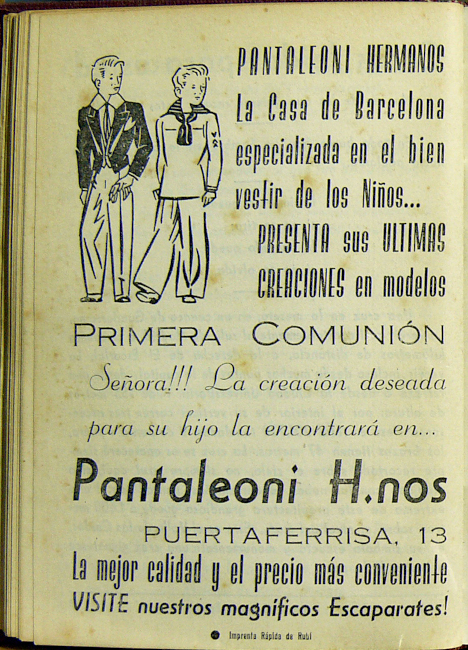 PANTALEONI HERMANOS
La Casa de Barcelona
especializada en el bien
vestir de los Niños...
PRESENTA sus ULTIMAS
CREACIONES en modelos
PRIMERA COMUNIÓN
Señora!!! La creación deseada
para su hijo la encontrará en...
Pantaleoni H.nos
PUERTAFERRISA, 13
La mejor calidad y el precio más conveniente
VISITE nuestros magníficos Escaparates!
Imprenta Rápida de Rubí